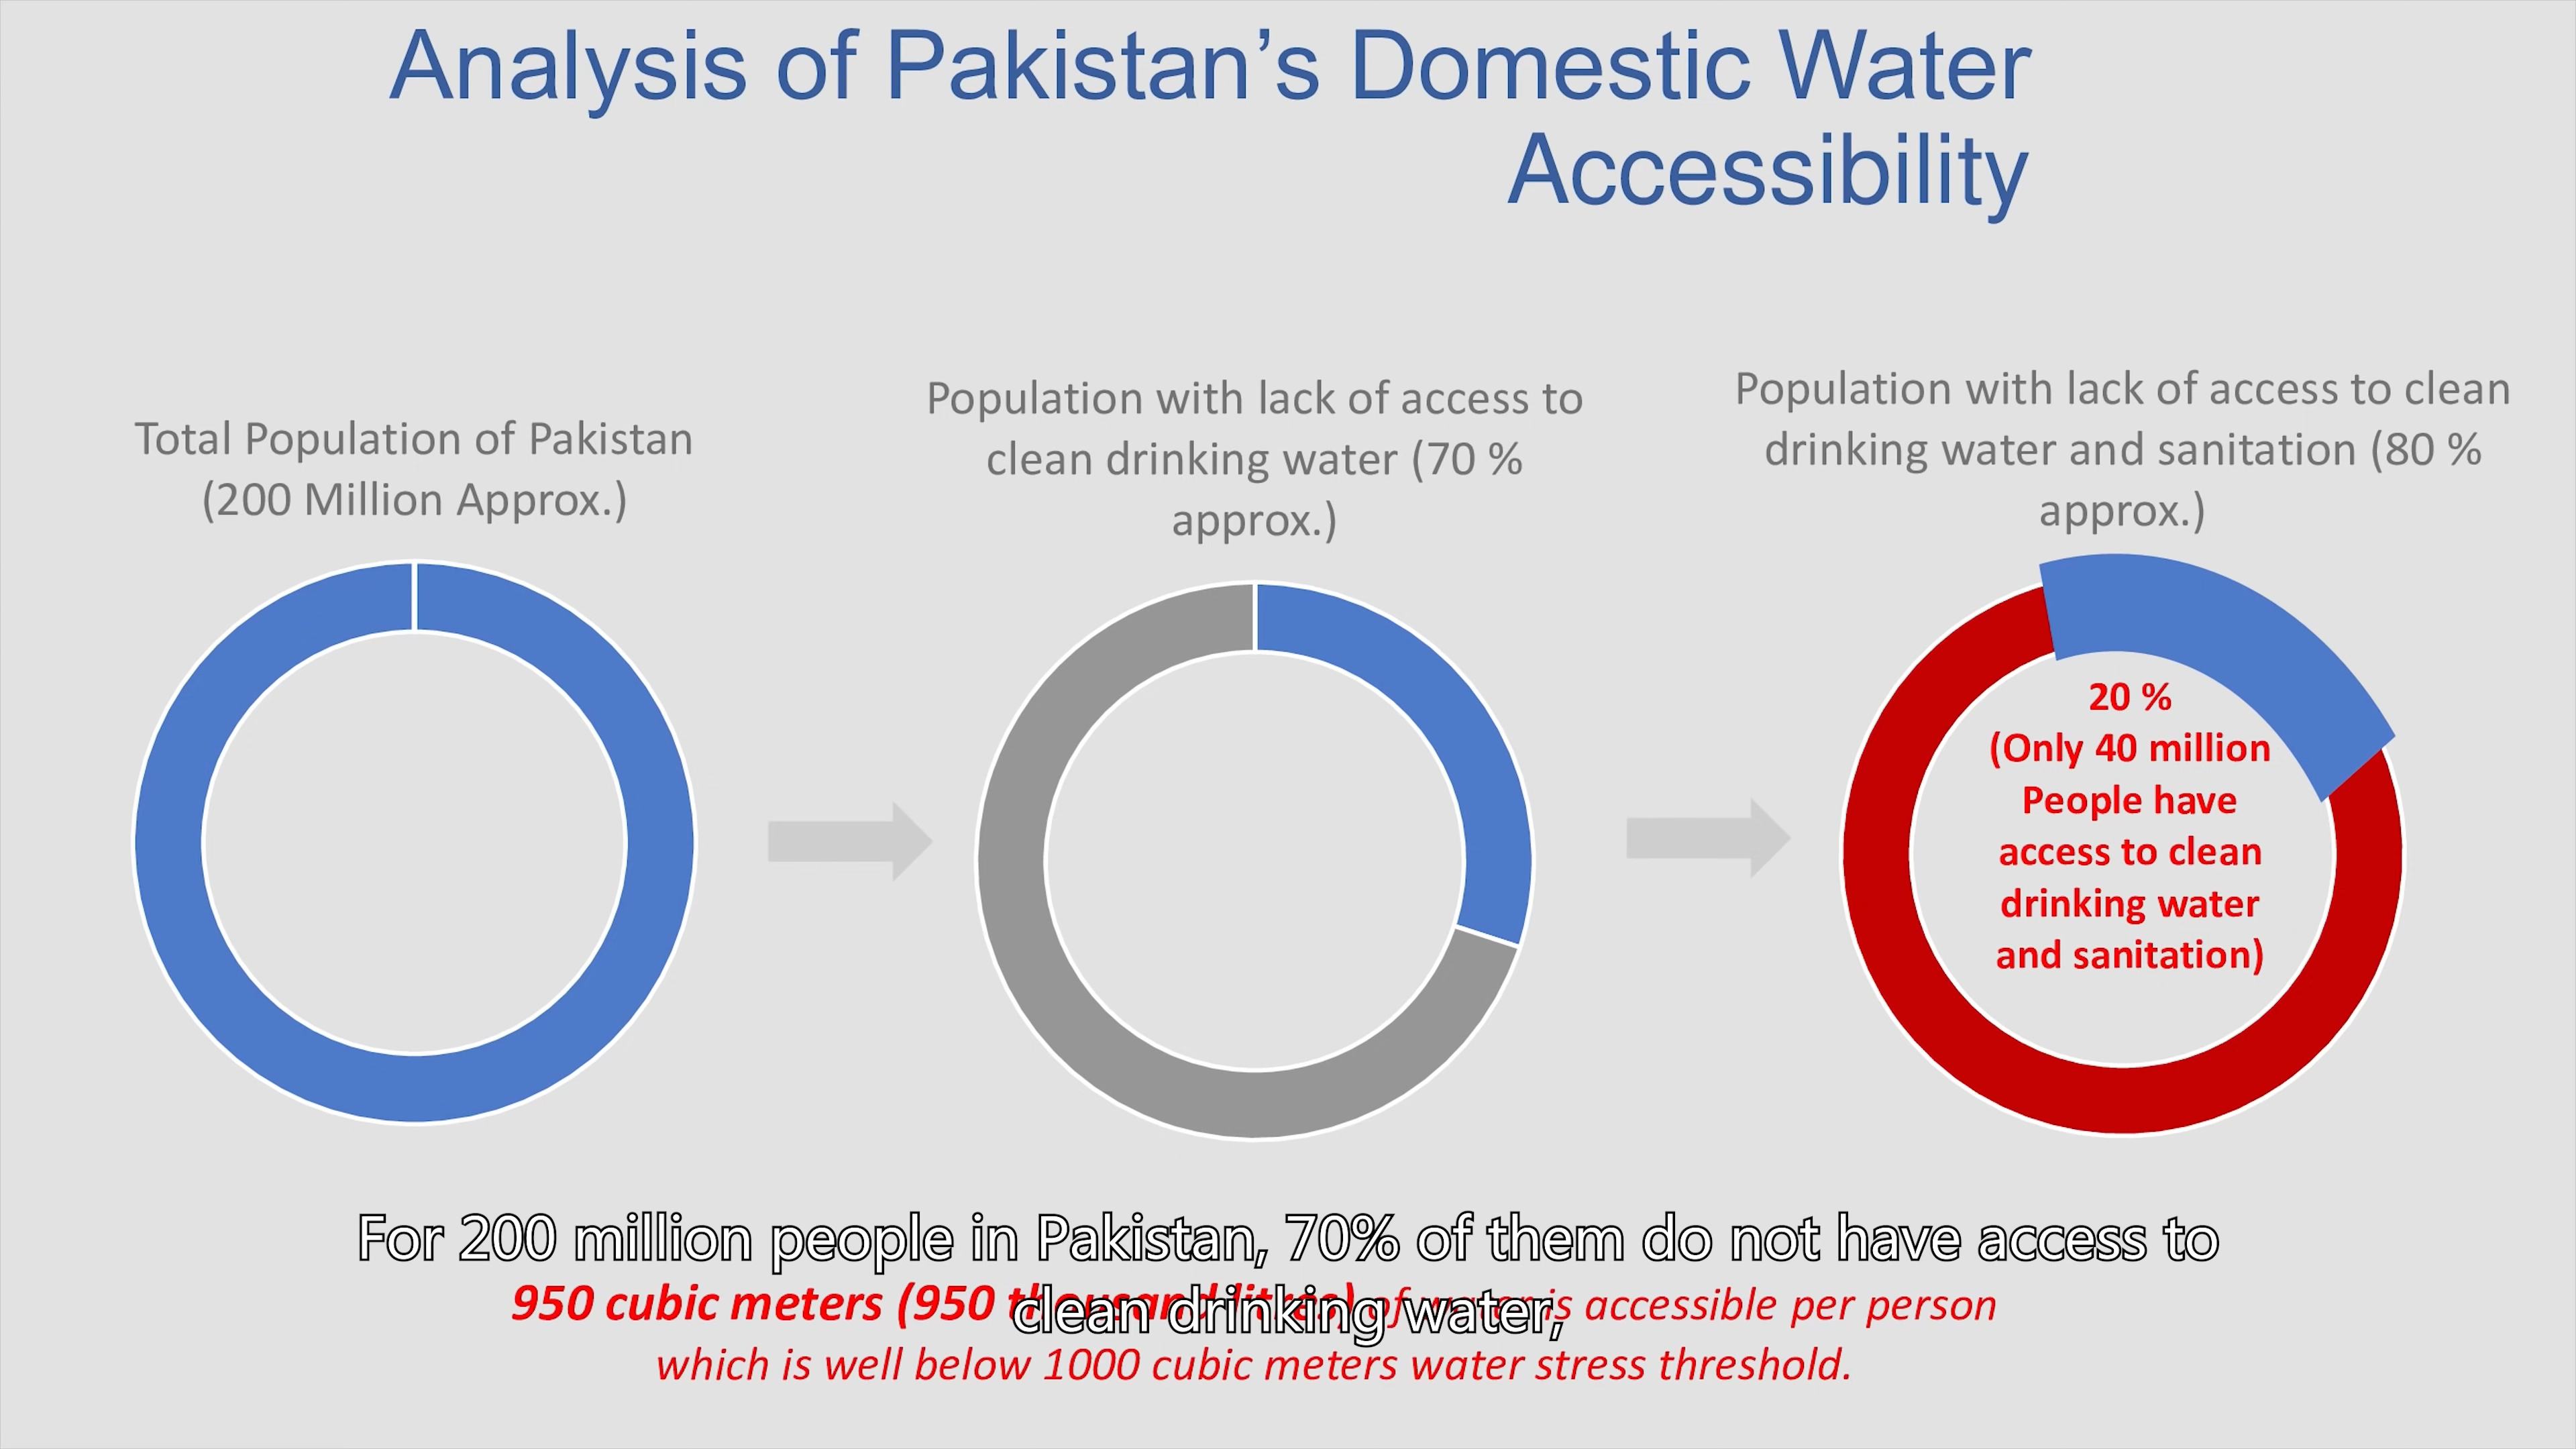 Analysis of Pakistan’s Domestic Water
Accessibility
Total Population of Pakistan
(200 Million Approx.)
Population with lack of access to
clean drinking water (70 %
approx.)
Population with lack of access to clean
drinking water and sanitation (80 %
approx.)
20 %
(Only 40 million
People have
access to clean
drinking water
and sanitation)
For 200 million people in Pakistan, 70% of them do not have access to
clean drinking water,
950 cubic meters (950 thousand litres) of water is accessible per person
which is well below 1000 cubic meters water stress threshold.